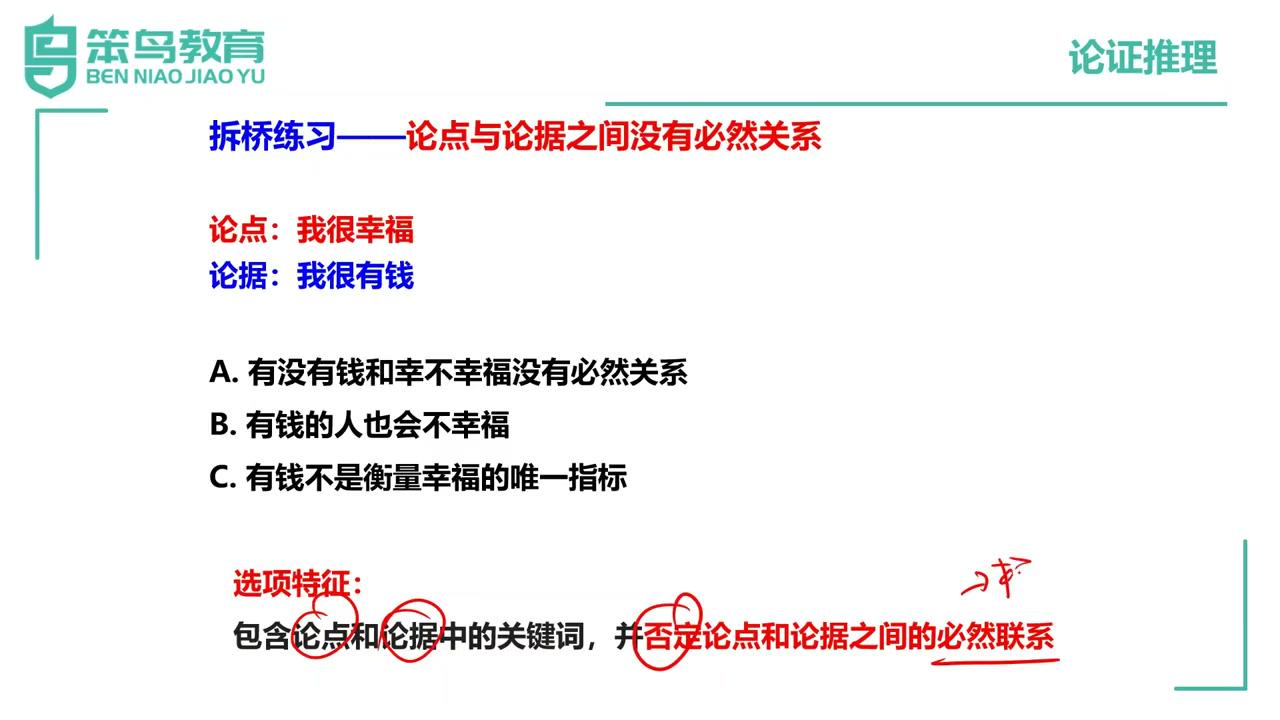 笨鸟教育
BEN NIAO JIAO YU
论证推理
拆桥练习——论点与论据之间没有必然关系
论点：我很幸福
论据：我很有钱
A. 有没有钱和幸不幸福没有必然关系
B. 有钱的人也会不幸福
C. 有钱不是衡量幸福的唯一指标
选项特征：
包含论点和论据中的关键词，并否定论点和论据之间的必然联系